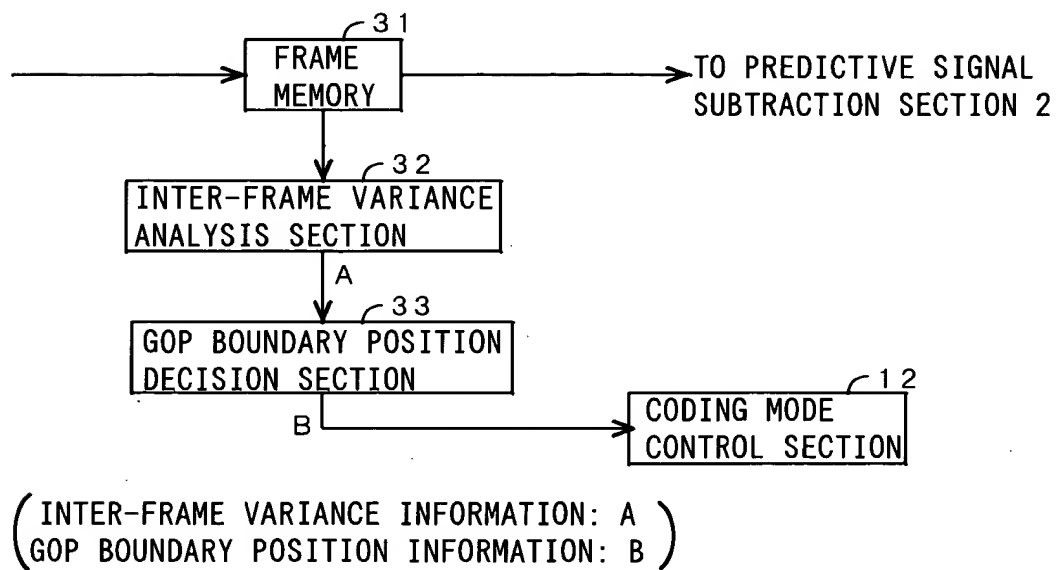 31
FRAME
MEMORY
TO PREDICTIVE SIGNAL
SUBTRACTION SECTION 2
32
INTER-FRAME VARIANCE
ANALYSIS SECTION
A
33
GOP BOUNDARY POSITION
DECISION SECTION
B
12
CODING MODE
CONTROL SECTION
(INTER-FRAME VARIANCE INFORMATION: A
GOP BOUNDARY POSITION INFORMATION: B)